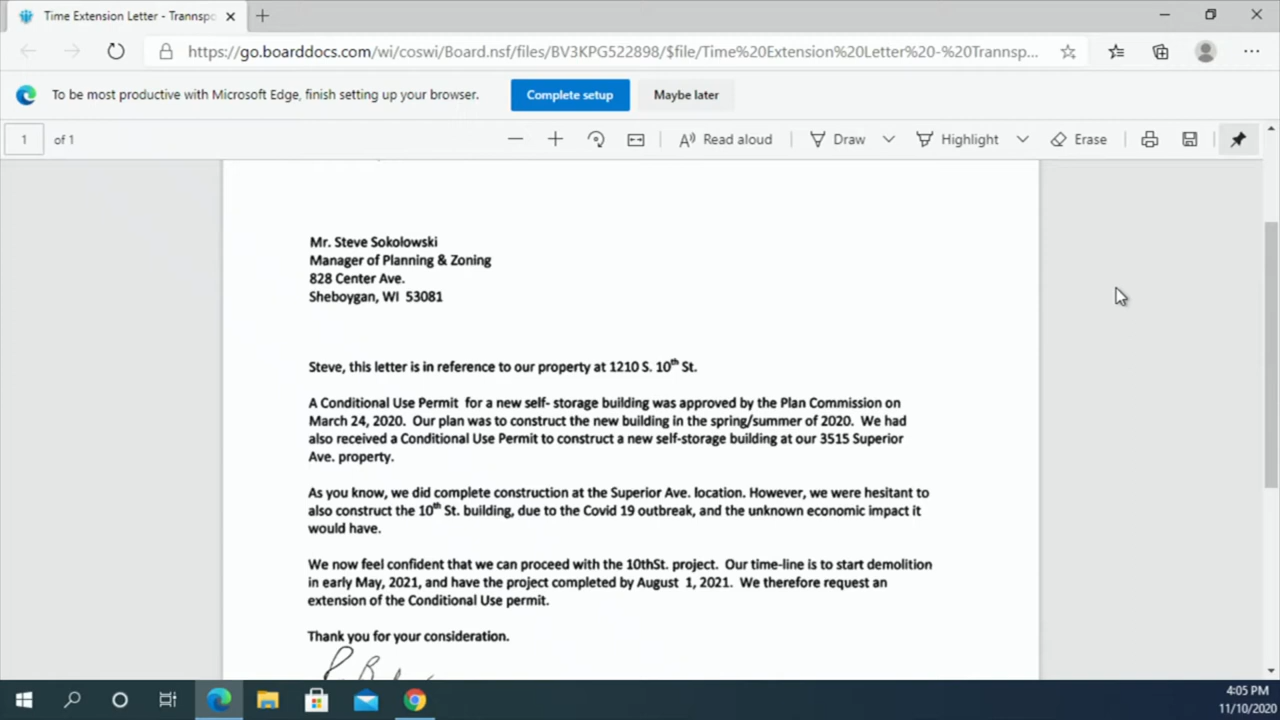 Time Extension Letter - Trannspo
https://go.boarddocs.com/wi/coswi/Board.nsf/files/BV3KPG522898/$file/Time%20Extension%20Letter%20-%20Trannsp...
To be most productive with Microsoft Edge, finish setting up your browser.
Complete setup
Maybe later
1 of 1
Read aloud
Draw
Highlight
Erase
Mr. Steve Sokolowski
Manager of Planning & Zoning
828 Center Ave.
Sheboygan, WI 53081
Steve, this letter is in reference to our property at 1210 S. 10th St.
A Conditional Use Permit for a new self- storage building was approved by the Plan Commission on
March 24, 2020. Our plan was to construct the new building in the spring/summer of 2020. We had
also received a Conditional Use Permit to construct a new self-storage building at our 3515 Superior
Ave. property.
As you know, we did complete construction at the Superior Ave. location. However, we were hesitant to
also construct the 10th St. building, due to the Covid 19 outbreak, and the unknown economic impact it
would have.
We now feel confident that we can proceed with the 10thSt. project. Our time-line is to start demolition
in early May, 2021, and have the project completed by August 1, 2021. We therefore request an
extension of the Conditional Use permit.
Thank you for your consideration.
4:05 PM
11/10/2020